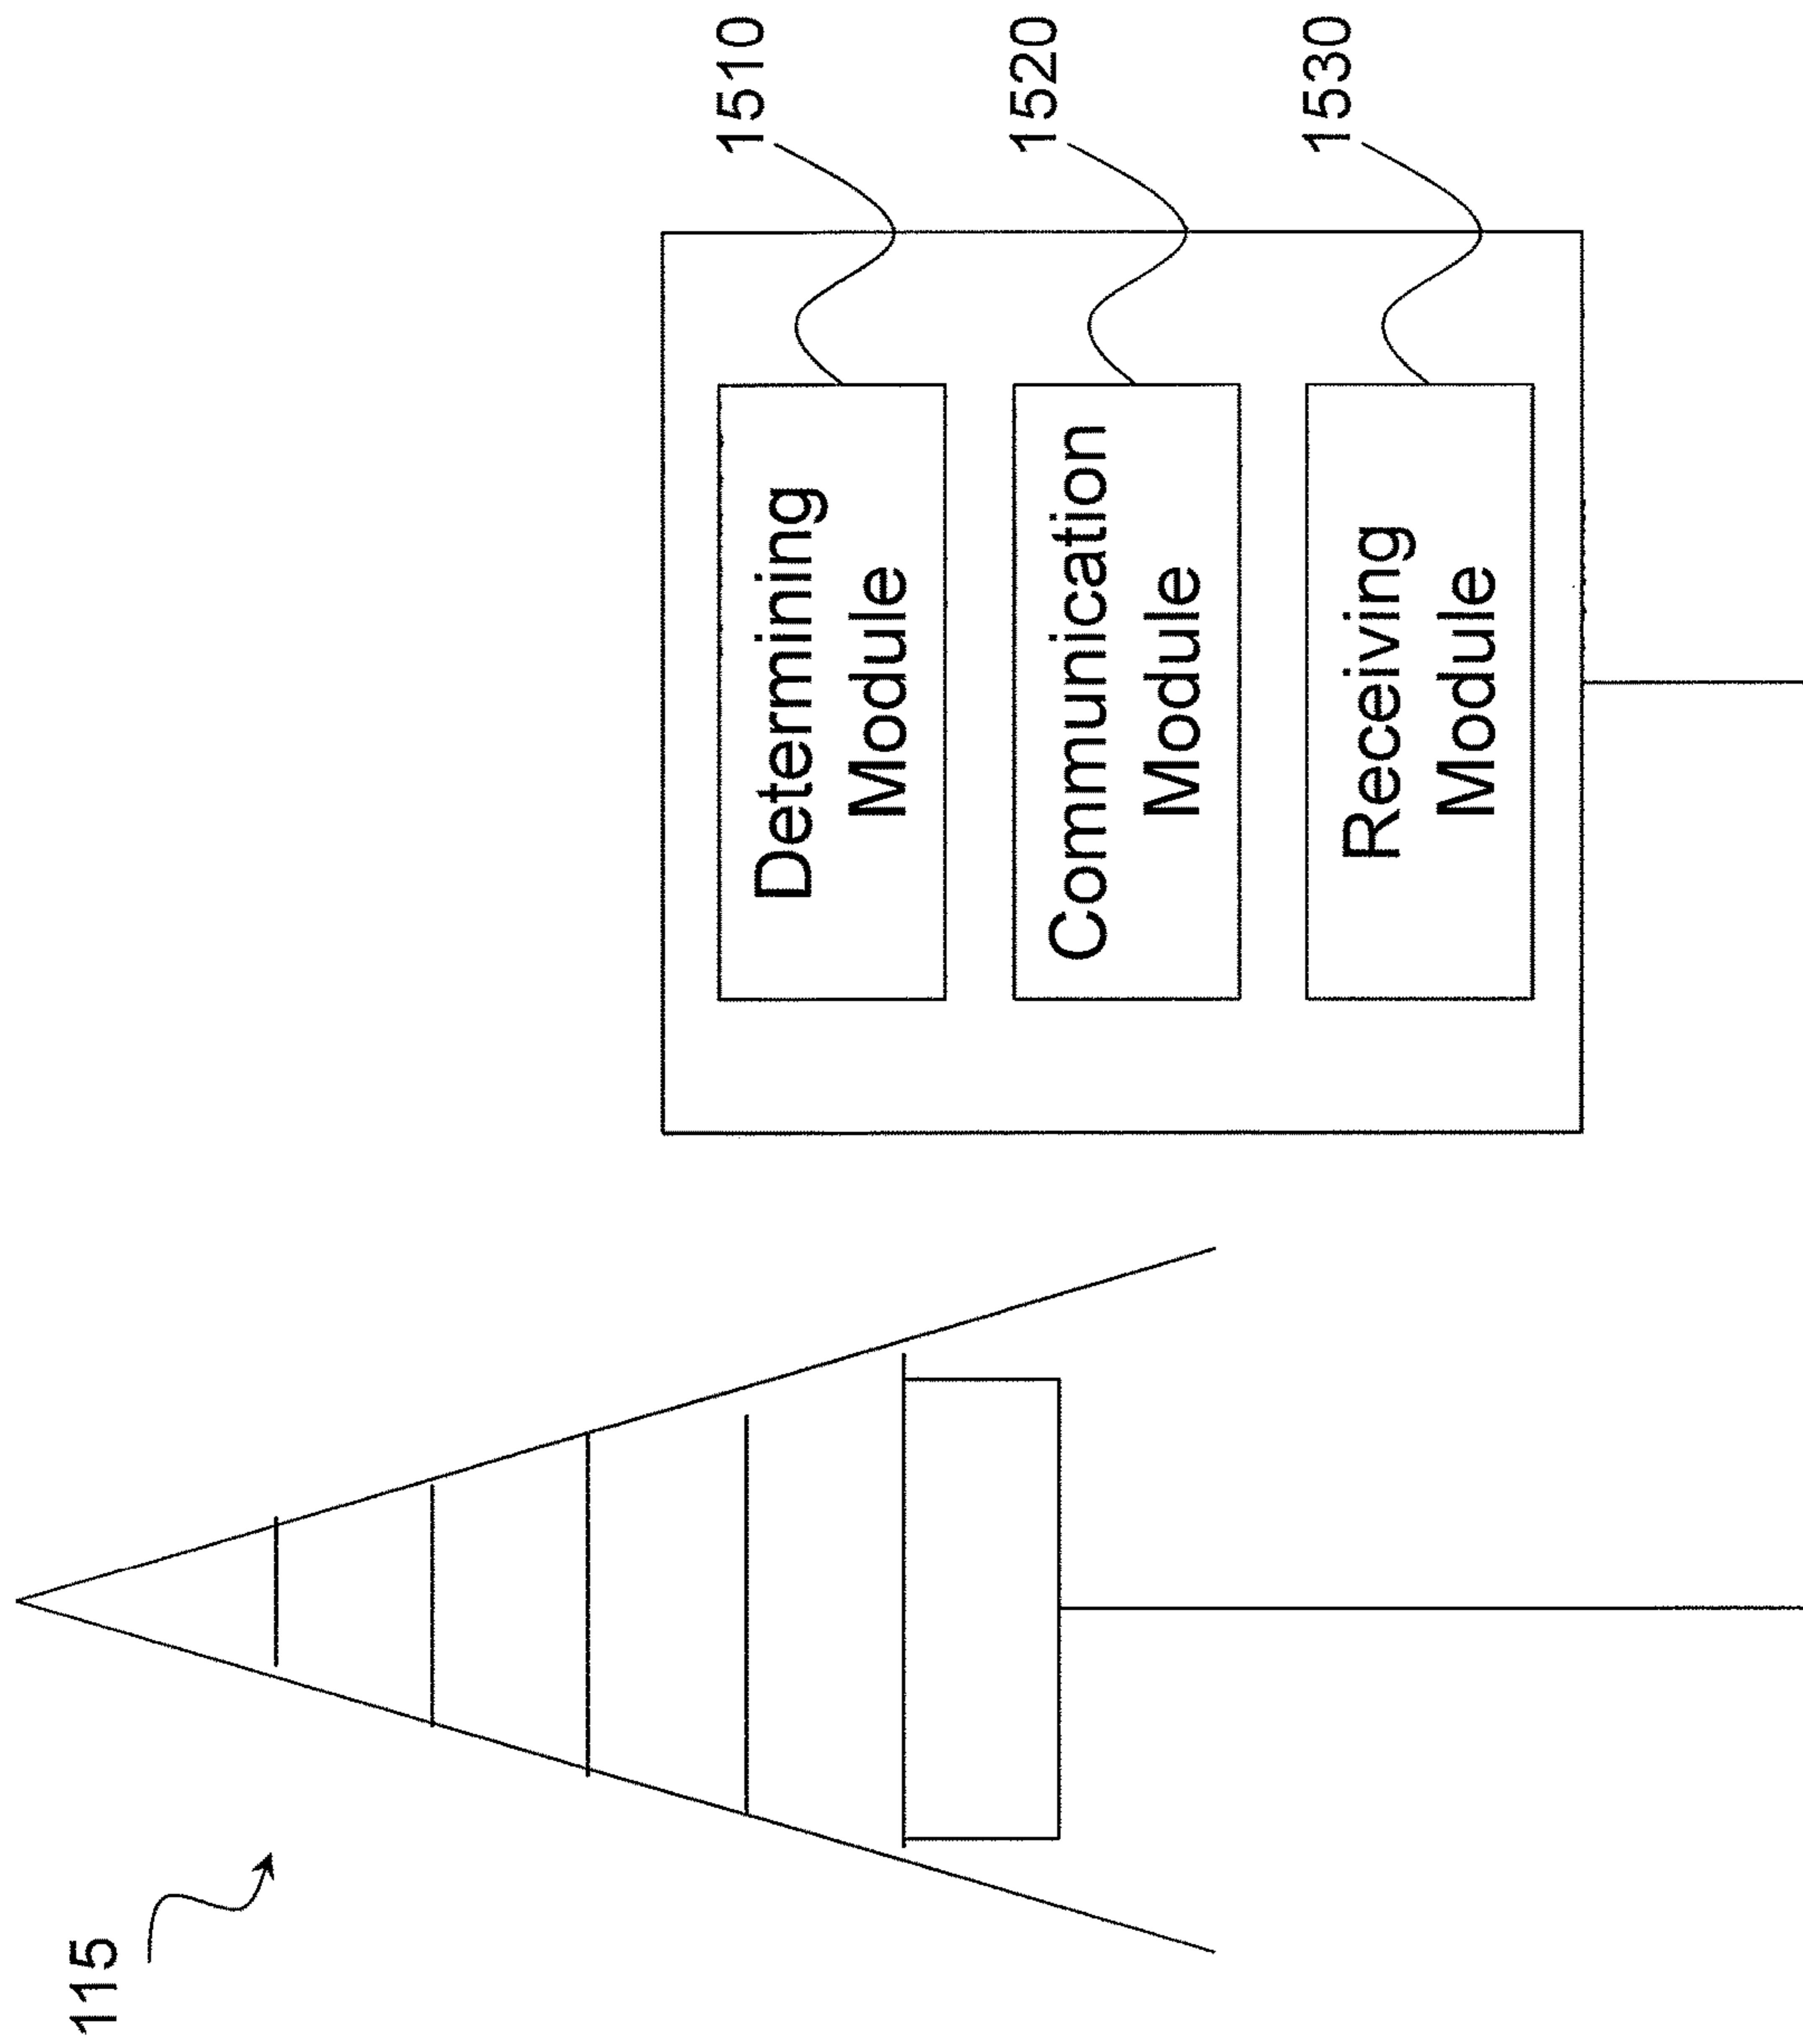 115
Determining
Module
1510
Communication
Module
1520
Receiving
Module
1530